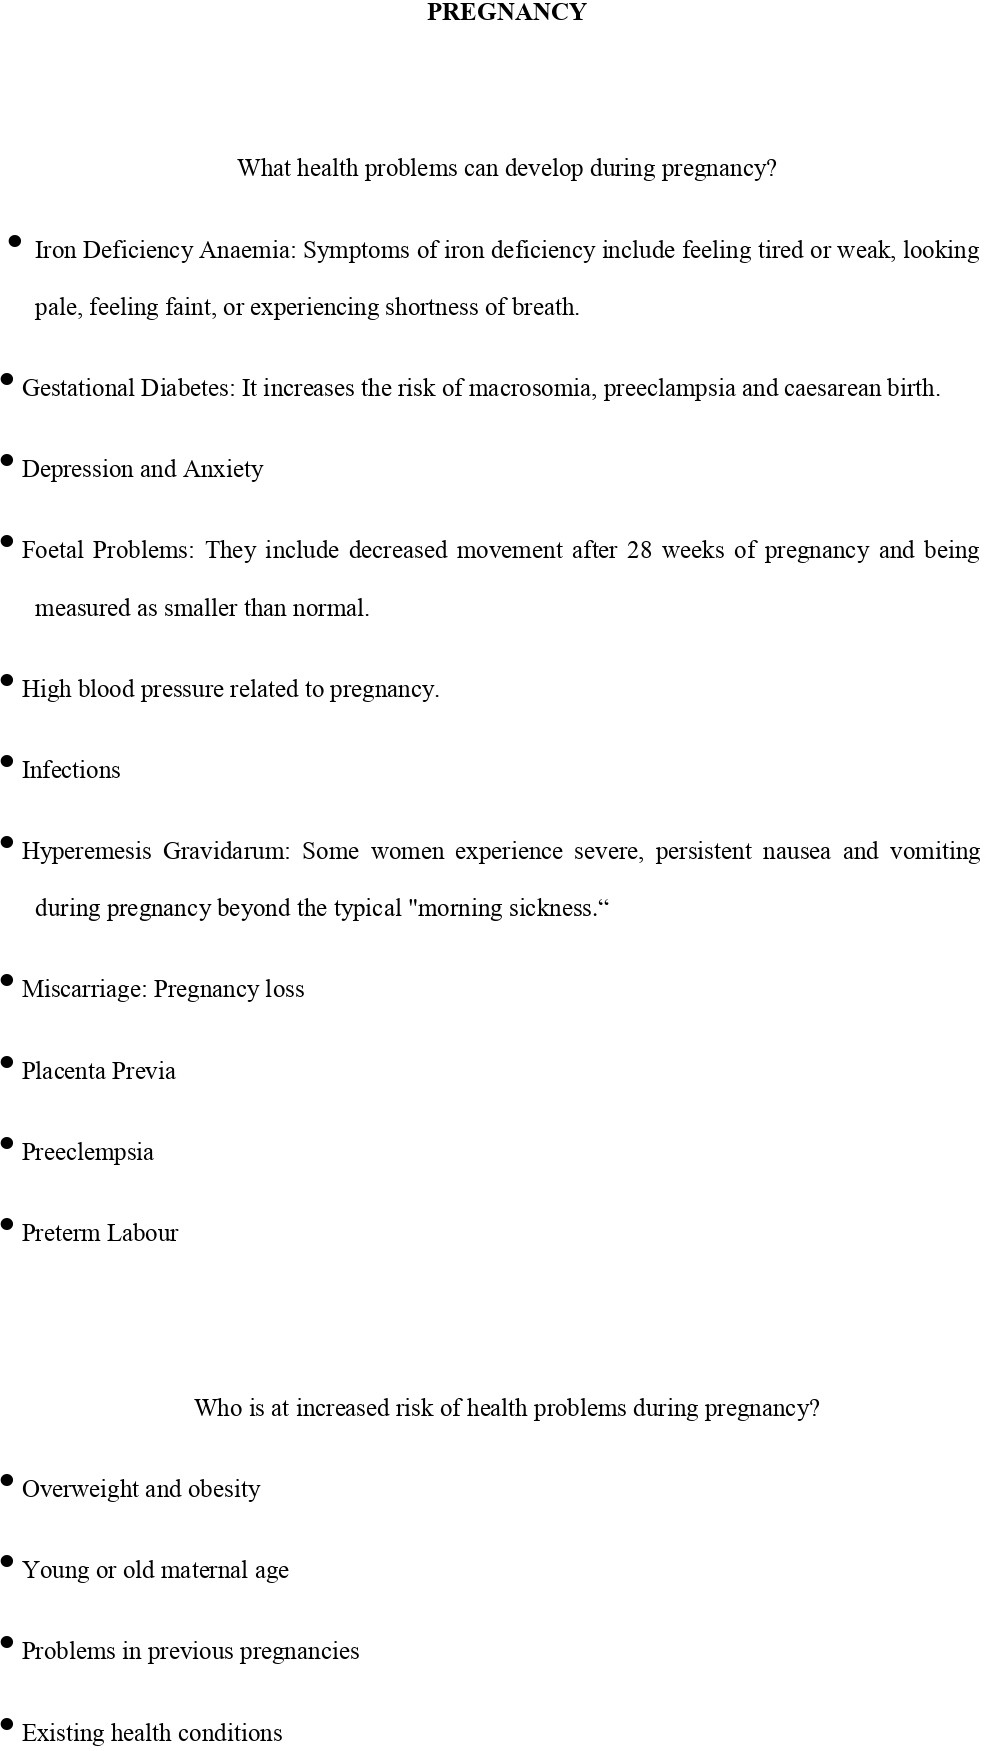 PREGNANCY
What health problems can develop during pregnancy?
• Iron Deficiency Anaemia: Symptoms of iron deficiency include feeling tired or weak, looking
pale, feeling faint, or experiencing shortness of breath.
• Gestational Diabetes: It increases the risk of macrosomia, preeclampsia and caesarean birth.
• Depression and Anxiety
• Foetal Problems: They include decreased movement after 28 weeks of pregnancy and being
measured as smaller than normal.
• High blood pressure related to pregnancy.
• Infections
• Hyperemesis Gravidarum: Some women experience severe, persistent nausea and vomiting
during pregnancy beyond the typical "morning sickness.“
• Miscarriage: Pregnancy loss
• Placenta Previa
• Preeclempsia
• Preterm Labour
Who is at increased risk of health problems during pregnancy?
• Overweight and obesity
• Young or old maternal age
• Problems in previous pregnancies
• Existing health conditions